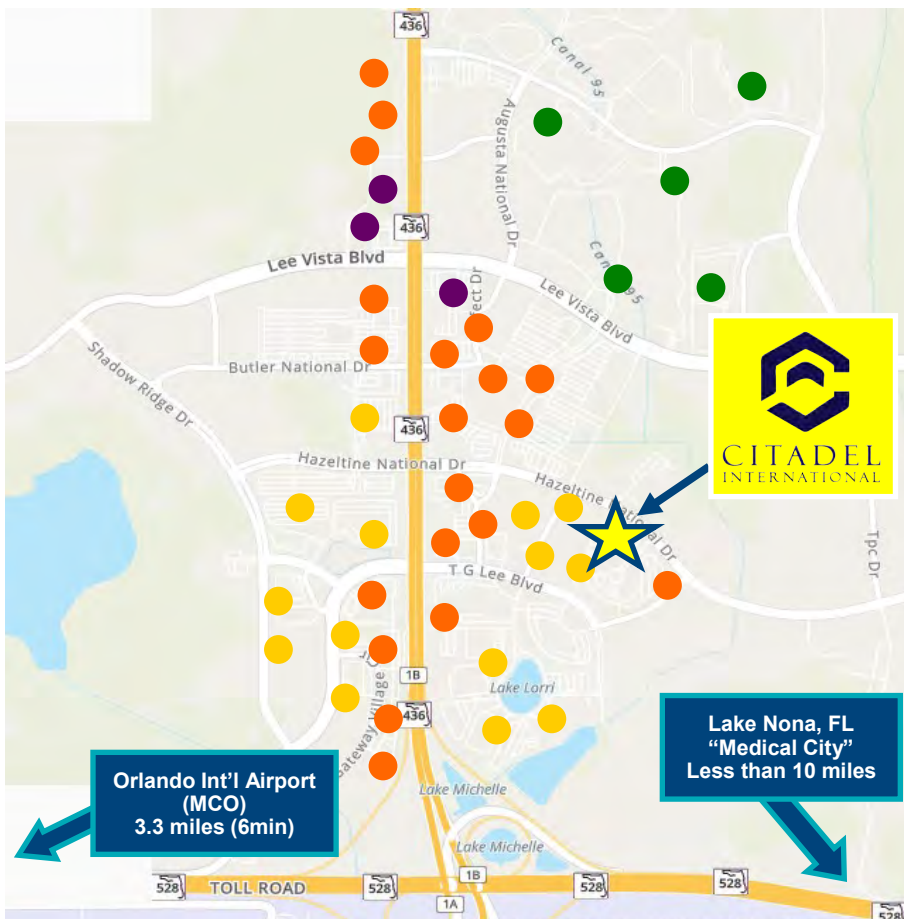 436
Canal 95
Augusta National Dr
436
Lee Vista Blvd
Canal 95
Lee Vista Blvd
fect Dr
Butler National Dr
Shadow Ridge Dr
CITADEL
INTERNATIONAL
436
Hazeltine National Dr
Hazeltine National Dr
Tpc Dr
T G Lee Blvd
1B
Gateway Village Cir
Lake Lorri
436
Lake Nona, FL
“Medical City”
Less than 10 miles
Orlando Int’l Airport
(MCO)
3.3 miles (6min)
Lake Michelle
Lake Michelle
1B
528
TOLL ROAD
528
528
528
1A
528